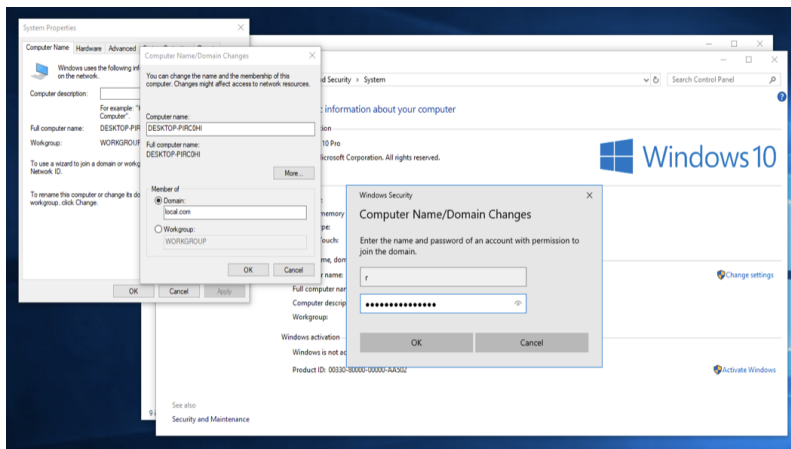 System Properties
Computer Name Hardware Advanced
Windows uses the following inf
on the network.
Computer description:
For example: "
Computer".
Full computer name: DESKTOP-PIR
Workgroup: WORKGROUP
To use a wizard to join a domain or workg
Network ID.
To rename this computer or change its do
workgroup, click Change.
OK Cancel Apply
Computer Name/Domain Changes
You can change the name and the membership of this
computer. Changes might affect access to network resources.
Computer name:
DESKTOP-PIRC0HI
Full computer name:
DESKTOP-PIRC0HI
More...
Member of
Domain:
local.com
Workgroup:
WORKGROUP
OK Cancel
d Security > System
Search Control Panel
information about your computer
10 Pro
icrosoft Corporation. All rights reserved.
Windows 10
memory
Touch:
Full computer nar
Computer descrip
Workgroup:
Change settings
Windows activation
Windows is not ac
Product ID: 00330-80000-00000-AA502
Activate Windows
See also
Security and Maintenance
Windows Security
Computer Name/Domain Changes
Enter the name and password of an account with permission to
join the domain.
r
●●●●●●●●●●●●●●●
OK Cancel